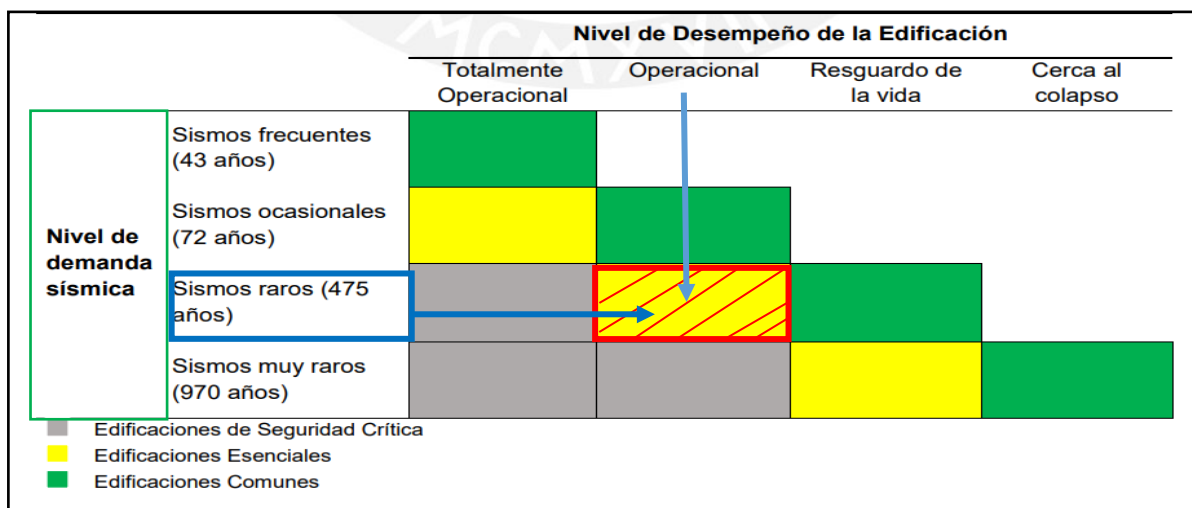 MCMXVII
Nivel de Desempeño de la Edificación
Totalmente
Operacional
Operacional
Resguardo de
la vida
Cerca al
colapso
Nivel de
demanda
sísmica
Sismos frecuentes
(43 años)
Sismos ocasionales
(72 años)
Sismos raros (475
años)
Sismos muy raros
(970 años)
Edificaciones de Seguridad Crítica
Edificaciones Esenciales
Edificaciones Comunes